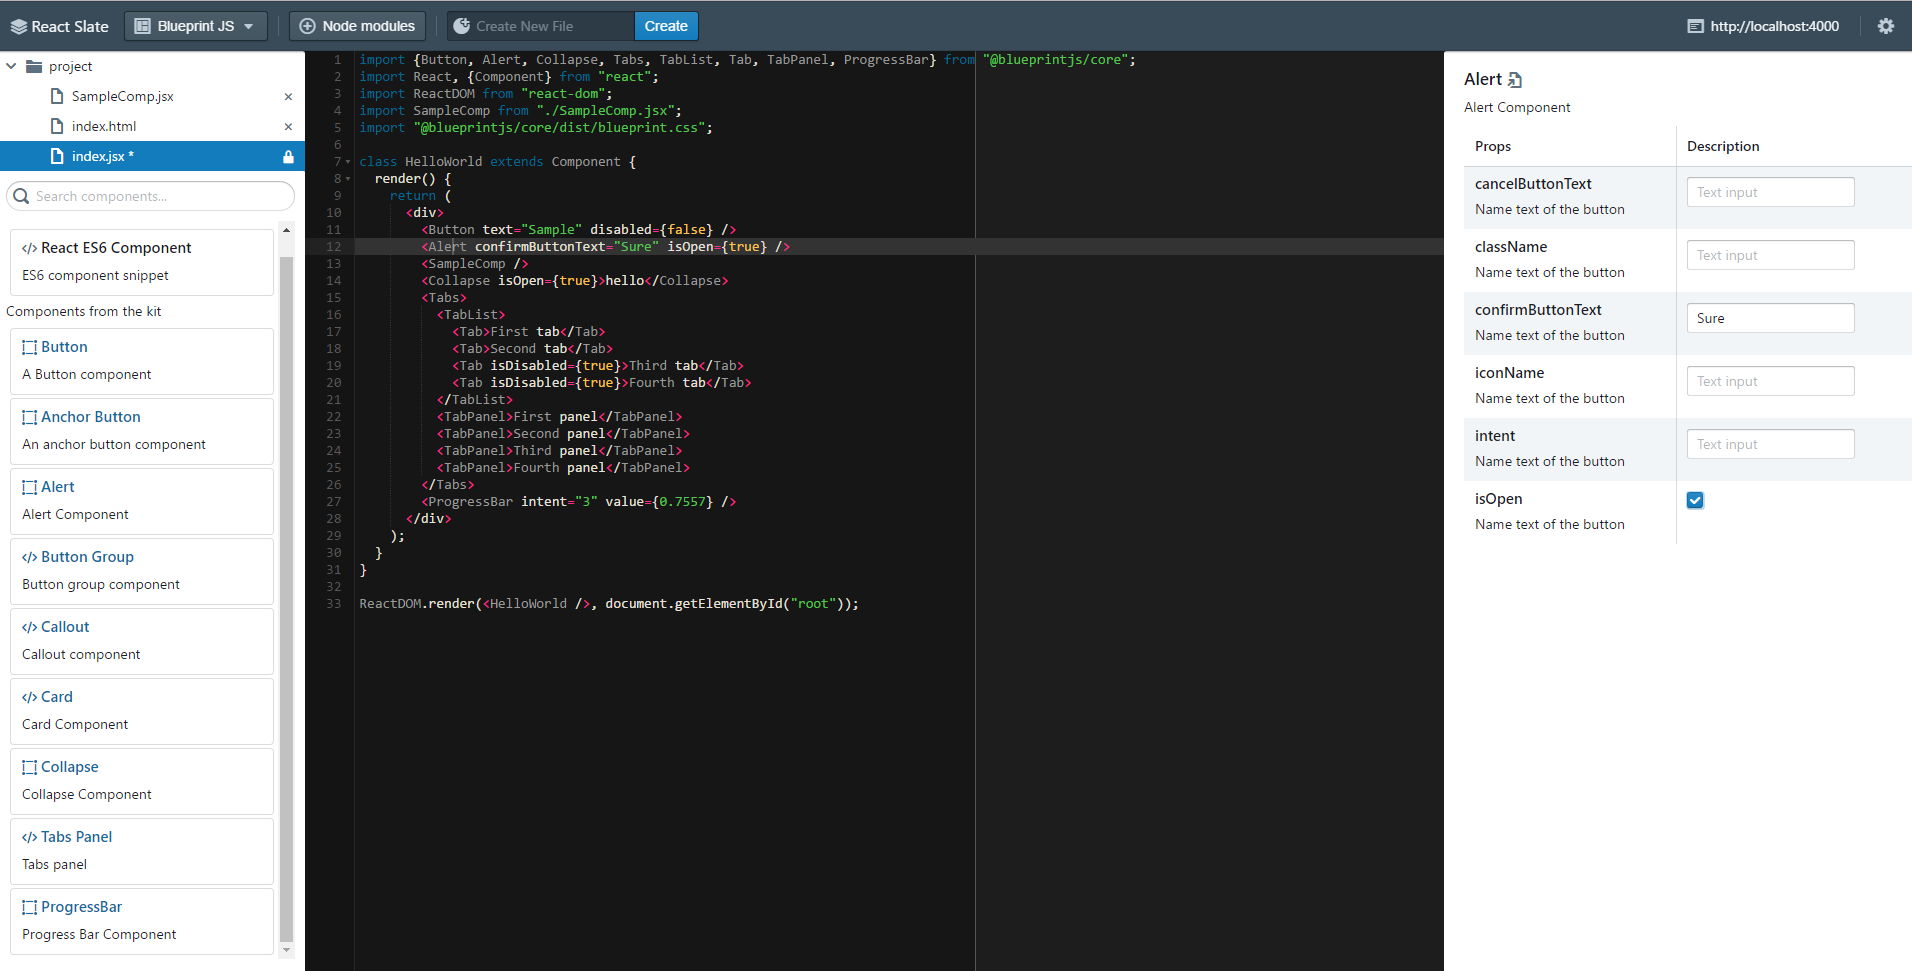 React Slate
Blueprint JS
Node modules
Create New File
Create
http://localhost:4000
project
SampleComp.jsx
index.html
index.jsx *
Search components...
</> React ES6 Component
ES6 component snippet
Components from the kit
Button
A Button component
Anchor Button
An anchor button component
Alert
Alert Component
</> Button Group
Button group component
</> Callout
Callout component
</> Card
Card Component
Collapse
Collapse Component
</> Tabs Panel
Tabs panel
ProgressBar
Progress Bar Component
1 import {Button, Alert, Collapse, Tabs, TabList, Tab, TabPanel, ProgressBar} from "@blueprintjs/core";
2 import React, {Component} from "react";
3 import ReactDOM from "react-dom";
4 import SampleComp from "./SampleComp.jsx";
5 import "@blueprintjs/core/dist/blueprint.css";
6
7 class HelloWorld extends Component {
8 render() {
9 return (
10 <div>
11 <Button text="Sample" disabled={false} />
12 <Alert confirmButtonText="Sure" isOpen={true} />
13 <SampleComp />
14 <Collapse isOpen={true}>hello</Collapse>
15 <Tabs>
16 <TabList>
17 <Tab>First tab</Tab>
18 <Tab>Second tab</Tab>
19 <Tab isDisabled={true}>Third tab</Tab>
20 <Tab isDisabled={true}>Fourth tab</Tab>
21 </TabList>
22 <TabPanel>First panel</TabPanel>
23 <TabPanel>Second panel</TabPanel>
24 <TabPanel>Third panel</TabPanel>
25 <TabPanel>Fourth panel</TabPanel>
26 </Tabs>
27 <ProgressBar intent="3" value={0.7557} />
28 </div>
29 );
30 }
31 }
32
33 ReactDOM.render(<HelloWorld />, document.getElementById("root"));
Alert
Alert Component
Props Description
cancelButtonText
Name text of the button
Text input
className
Name text of the button
Text input
confirmButtonText
Name text of the button
Sure
iconName
Name text of the button
Text input
intent
Name text of the button
Text input
isOpen
Name text of the button